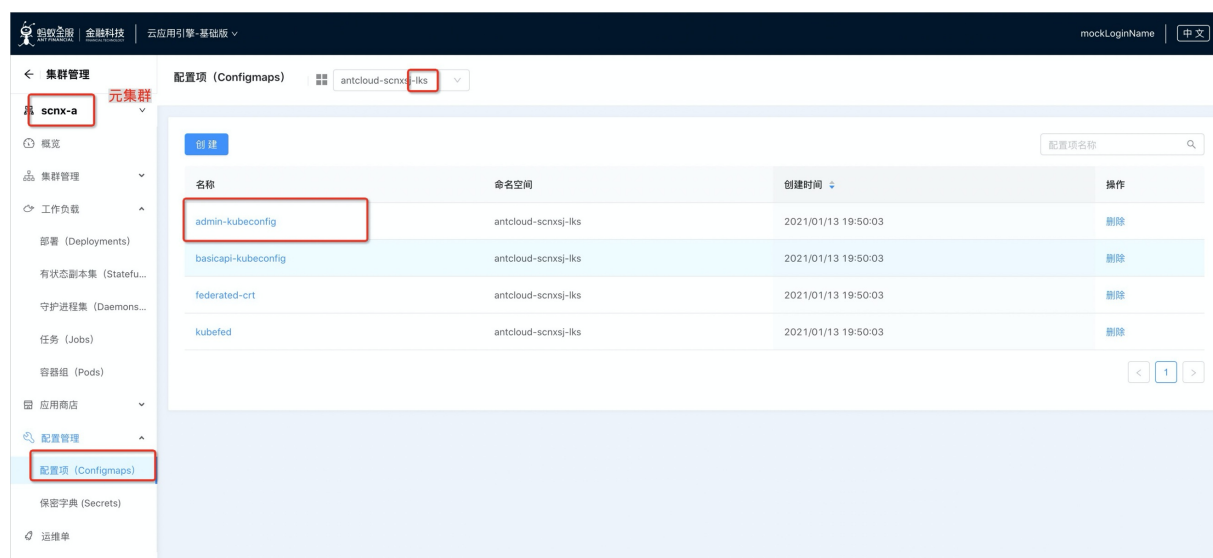 蚂蚁金服 金融科技 云应用引擎-基础版 mockLoginName 中文
ANT FINANCIAL FINANCIAL TECHNOLOGY
集群管理 配置项（Configmaps） antcloud-scnxsj-lks
元集群
scnx-a
概览 创建 配置项名称
集群管理 名称 命名空间 创建时间 操作
工作负载 admin-kubeconfig antcloud-scnxsj-lks 2021/01/13 19:50:03 删除
部署（Deployments）
basicapi-kubeconfig antcloud-scnxsj-lks 2021/01/13 19:50:03 删除
有状态副本集（Statefu...
federated-crt antcloud-scnxsj-lks 2021/01/13 19:50:03 删除
守护进程集（Daemons...
kubefed antcloud-scnxsj-lks 2021/01/13 19:50:03 删除
任务（Jobs）
容器组（Pods） < 1 >
应用商店
配置管理
配置项（Configmaps）
保密字典 (Secrets)
运维单